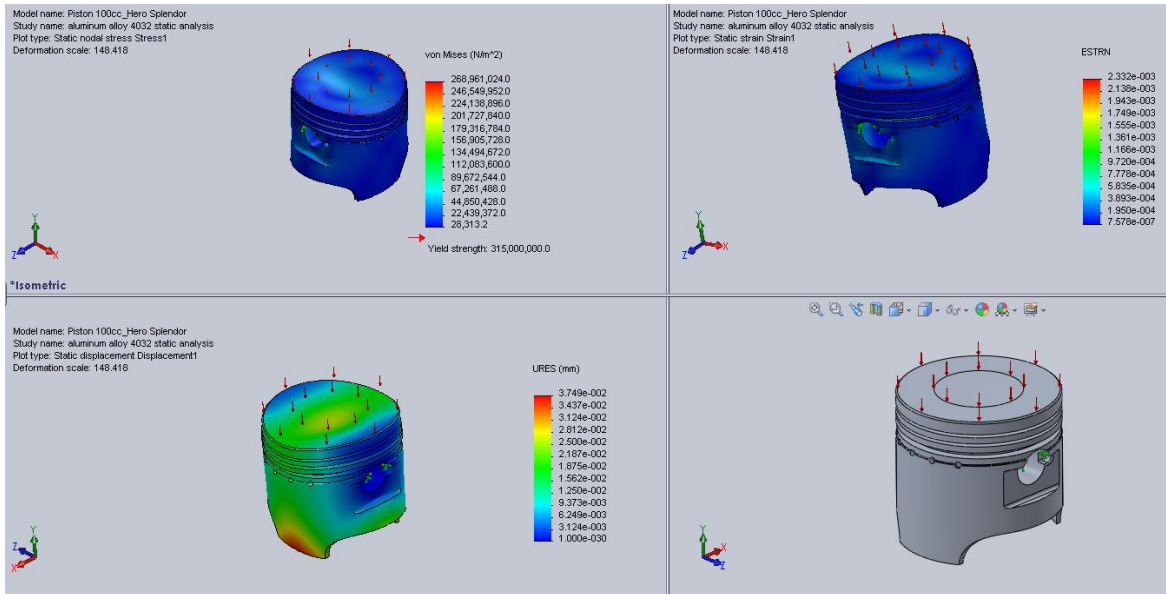 Model name: Piston 100cc_Hero Splendor
Study name: aluminum alloy 4032 static analysis
Plot type: Static nodal stress Stress1
Deformation scale: 148.418
von Mises (N/m^2)
268,961,024.0
246,549,952.0
224,138,896.0
201,727,840.0
179,316,784.0
156,905,728.0
134,494,672.0
112,083,600.0
89,672,544.0
67,261,488.0
44,850,428.0
22,439,372.0
28,313.2
Yield strength: 315,000,000.0
Y
Z
X
*Isometric
Model name: Piston 100cc_Hero Splendor
Study name: aluminum alloy 4032 static analysis
Plot type: Static strain Strain1
Deformation scale: 148.418
ESTRN
2.332e-003
2.138e-003
1.943e-003
1.749e-003
1.555e-003
1.361e-003
1.166e-003
9.720e-004
7.778e-004
5.835e-004
3.893e-004
1.950e-004
7.578e-007
Y
Z
X
Model name: Piston 100cc_Hero Splendor
Study name: aluminum alloy 4032 static analysis
Plot type: Static displacement Displacement1
Deformation scale: 148.418
URES (mm)
3.749e-002
3.437e-002
3.124e-002
2.812e-002
2.500e-002
2.187e-002
1.875e-002
1.562e-002
1.250e-002
9.373e-003
6.249e-003
3.124e-003
1.000e-030
Y
Z
X
Y
X
Z